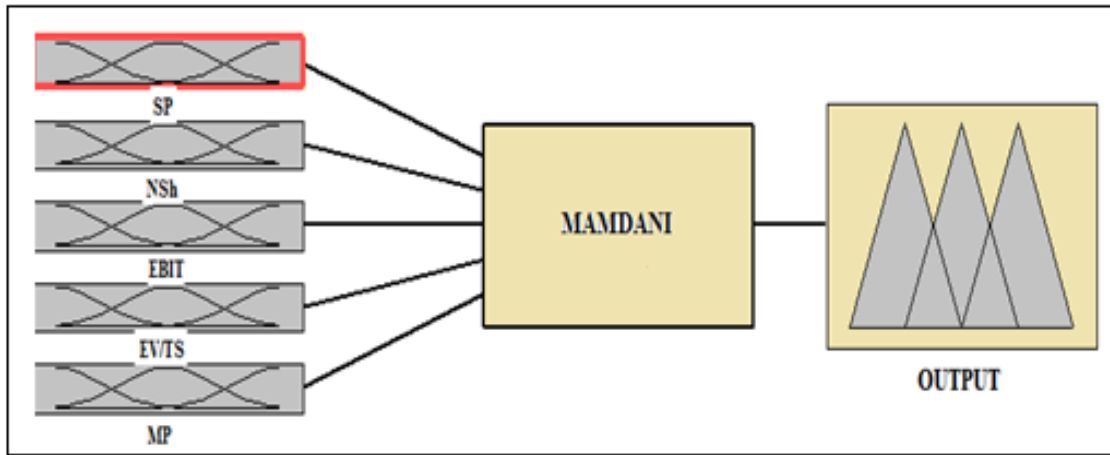 SP
NSh
EBIT
EV/TS
MP
MAMDANI
OUTPUT